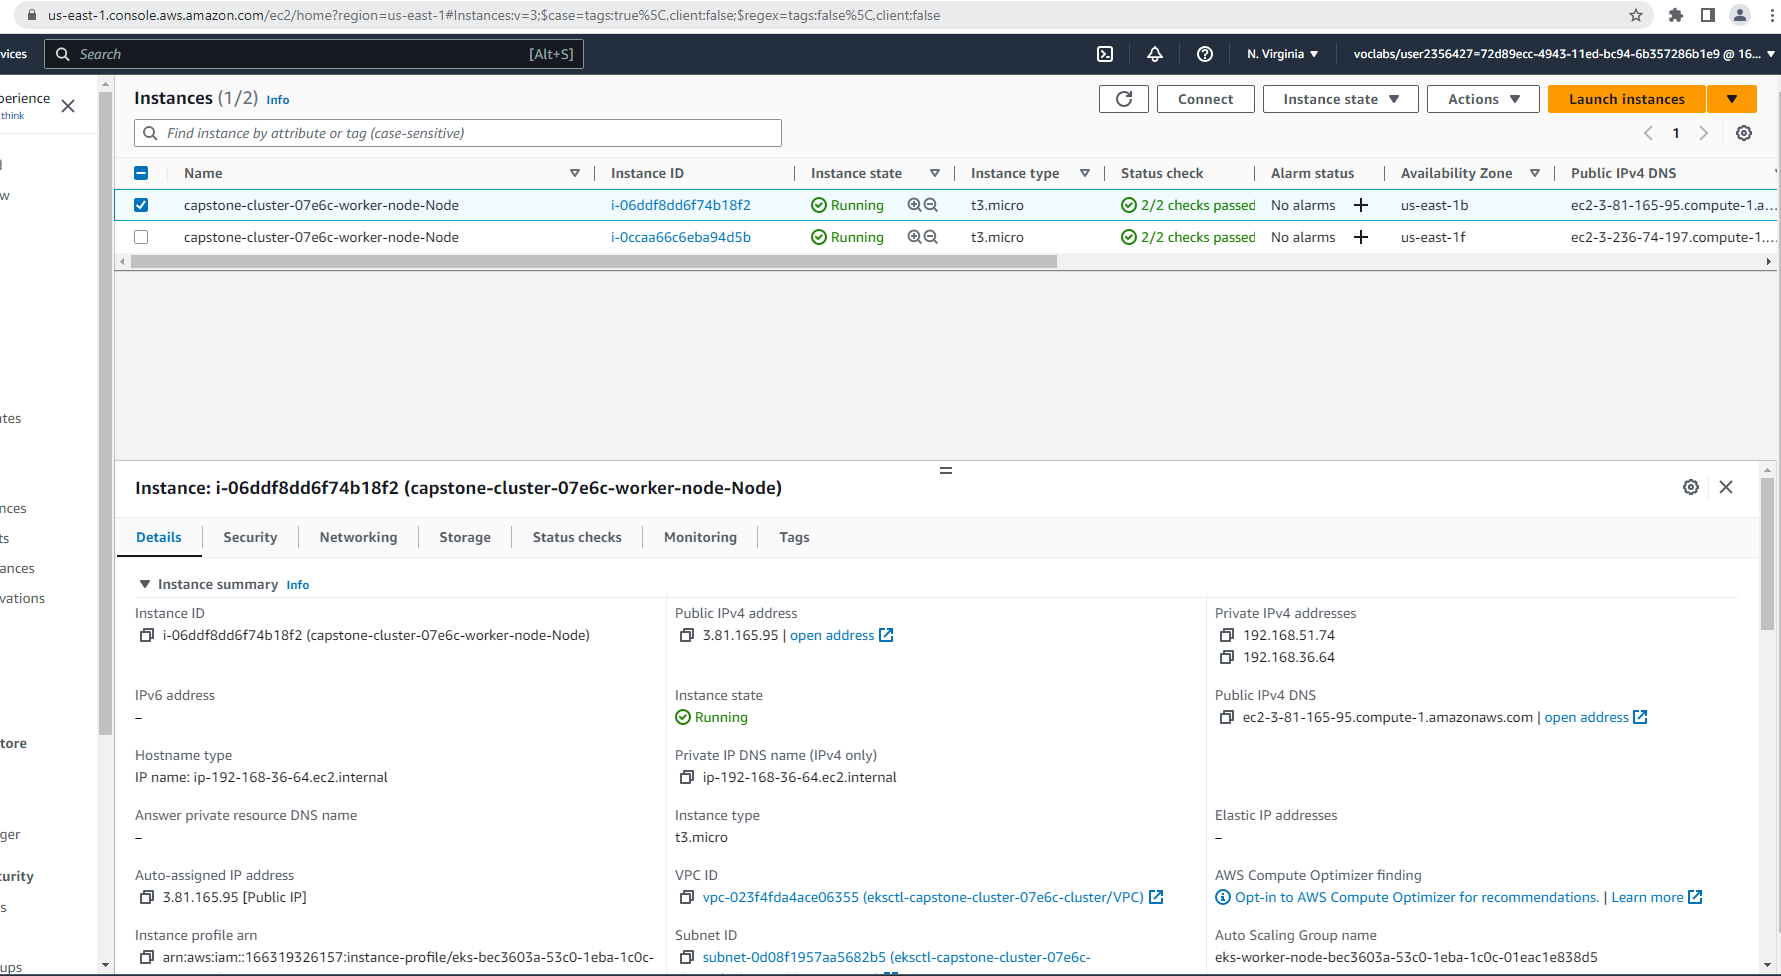 us-east-1.console.aws.amazon.com/ec2/home?region=us-east-1#Instances:v=3;$case=tags:true%5C,client:false;$regex=tags:false%5C,client:false
vices Search [Alt+S] N. Virginia ▼ voclabs/user2356427=72d89ecc-4943-11ed-bc94-6b357286b1e9 @ 16... ▼
perience
think
Instances (1/2) Info Connect Instance state ▼ Actions ▼ Launch instances ▼
Find instance by attribute or tag (case-sensitive) 1
Name Instance ID Instance state Instance type Status check Alarm status Availability Zone Public IPv4 DNS
capstone-cluster-07e6c-worker-node-Node i-06ddf8dd6f74b18f2 Running t3.micro 2/2 checks passed No alarms + us-east-1b ec2-3-81-165-95.compute-1.a...
w
capstone-cluster-07e6c-worker-node-Node i-0ccaa66c6eba94d5b Running t3.micro 2/2 checks passed No alarms + us-east-1f ec2-3-236-74-197.compute-1....
ates
nces
ts
ances
vations
tore
ger
curity
s
ups
Instance: i-06ddf8dd6f74b18f2 (capstone-cluster-07e6c-worker-node-Node)
Details Security Networking Storage Status checks Monitoring Tags
▼ Instance summary Info
Instance ID Public IPv4 address Private IPv4 addresses
i-06ddf8dd6f74b18f2 (capstone-cluster-07e6c-worker-node-Node) 3.81.165.95 | open address 192.168.51.74
192.168.36.64
IPv6 address Instance state Public IPv4 DNS
– Running ec2-3-81-165-95.compute-1.amazonaws.com | open address
Hostname type Private IP DNS name (IPv4 only)
IP name: ip-192-168-36-64.ec2.internal ip-192-168-36-64.ec2.internal
Answer private resource DNS name Instance type Elastic IP addresses
– t3.micro –
Auto-assigned IP address VPC ID AWS Compute Optimizer finding
3.81.165.95 [Public IP] vpc-023f4fda4ace06355 (eksctl-capstone-cluster-07e6c-cluster/VPC) Opt-in to AWS Compute Optimizer for recommendations. | Learn more
Instance profile arn Subnet ID Auto Scaling Group name
arn:aws:iam::166319326157:instance-profile/eks-bec3603a-53c0-1eba-1c0c- subnet-0d08f1957aa5682b5 (eksctl-capstone-cluster-07e6c- eks-worker-node-bec3603a-53c0-1eba-1c0c-01eac1e838d5